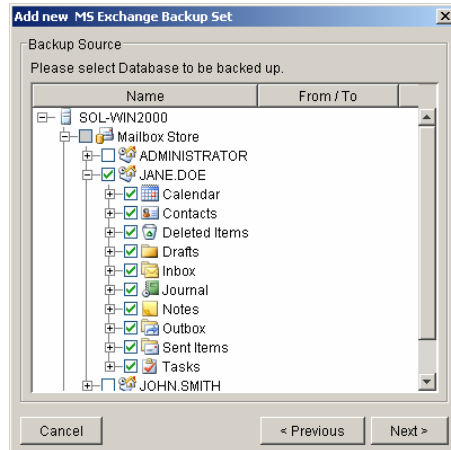 Add new MS Exchange Backup Set
Backup Source
Please select Database to be backed up.
Name From / To
SOL-WIN2000
Mailbox Store
ADMINISTRATOR
JANE.DOE
Calendar
Contacts
Deleted Items
Drafts
Inbox
Journal
Notes
Outbox
Sent Items
Tasks
JOHN.SMITH
Cancel < Previous Next >